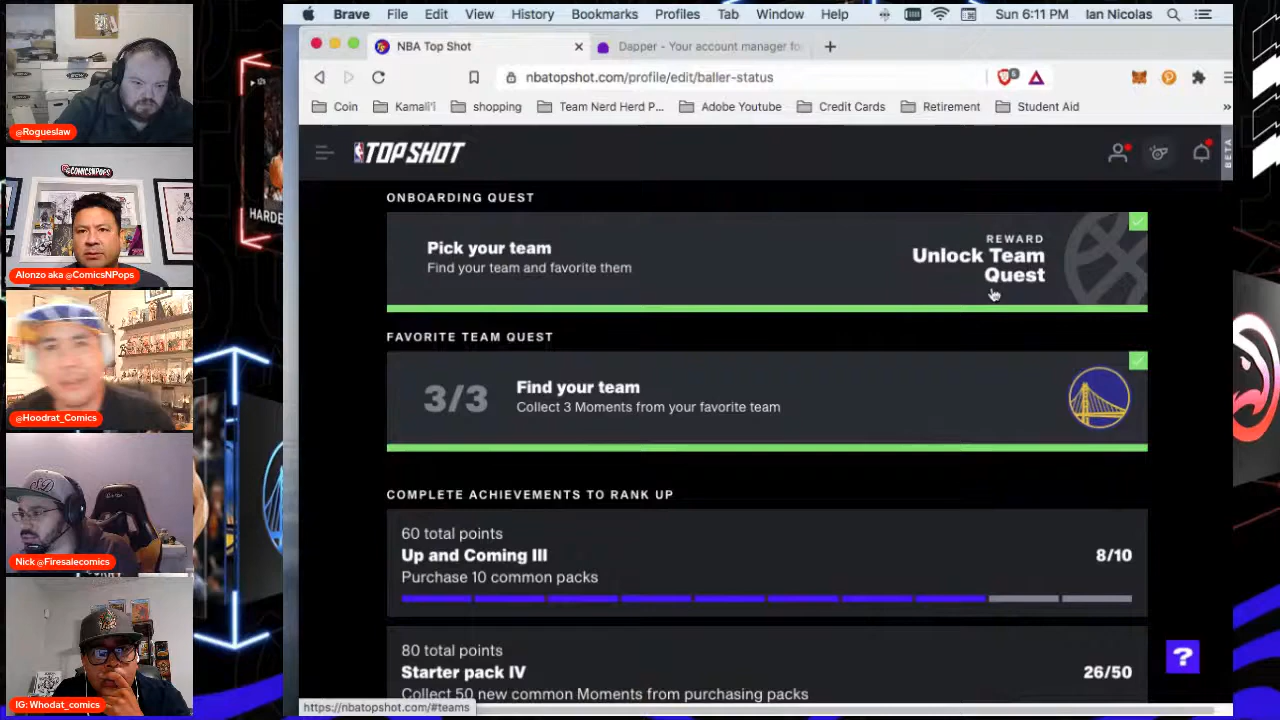 @Rogueslaw
@COMICSNPOPS
Alonzo aka @ComicsNPops
@Hoodrat_Comics
Nick @Firesalecomics
IG: Whodat_comics
HARDE
Brave File Edit View History Bookmarks Profiles Tab Window Help Sun 6:11 PM Ian Nicolas
NBA Top Shot
Dapper - Your account manager fo
nbatopshot.com/profile/edit/baller-status
Coin Kamali'i shopping Team Nerd Herd P... Adobe Youtube Credit Cards Retirement Student Aid »
TOP SHOT
BETA
ONBOARDING QUEST
Pick your team
Find your team and favorite them
REWARD
Unlock Team
Quest
FAVORITE TEAM QUEST
3/3
Find your team
Collect 3 Moments from your favorite team
COMPLETE ACHIEVEMENTS TO RANK UP
60 total points
Up and Coming III
8/10
Purchase 10 common packs
80 total points
Starter pack IV
26/50
Collect 50 new common Moments from purchasing packs
?
https://nbatopshot.com/#teams